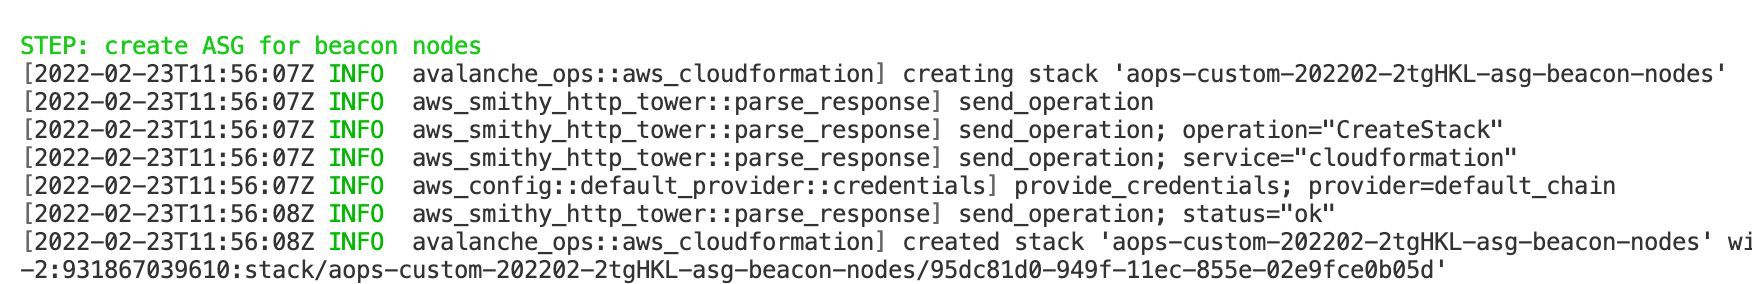 STEP: create ASG for beacon nodes
[2022-02-23T11:56:07Z INFO  avalanche_ops::aws_cloudformation] creating stack 'aops-custom-202202-2tgHKL-asg-beacon-nodes'
[2022-02-23T11:56:07Z INFO  aws_smithy_http_tower::parse_response] send_operation
[2022-02-23T11:56:07Z INFO  aws_smithy_http_tower::parse_response] send_operation; operation="CreateStack"
[2022-02-23T11:56:07Z INFO  aws_smithy_http_tower::parse_response] send_operation; service="cloudformation"
[2022-02-23T11:56:07Z INFO  aws_config::default_provider::credentials] provide_credentials; provider=default_chain
[2022-02-23T11:56:08Z INFO  aws_smithy_http_tower::parse_response] send_operation; status="ok"
[2022-02-23T11:56:08Z INFO  avalanche_ops::aws_cloudformation] created stack 'aops-custom-202202-2tgHKL-asg-beacon-nodes' wi
-2:931867039610:stack/aops-custom-202202-2tgHKL-asg-beacon-nodes/95dc81d0-949f-11ec-855e-02e9fce0b05d'